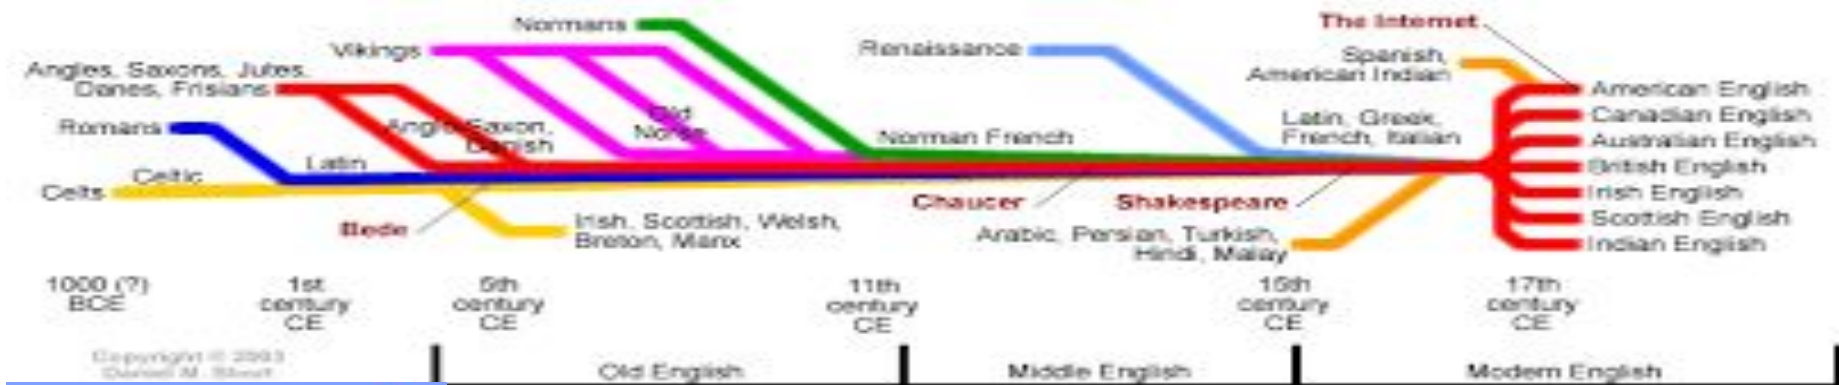 Normans
The Internet
Vikings
Renaissance
Spanish,
American Indian
Angles, Saxons, Jutes,
Danes, Frisians
American English
Canadian English
Australian English
British English
Irish English
Scottish English
Indian English
Romans
Anglo-Saxon,
Danish
Old
Norse
Norman French
Latin, Greek,
French, Italian
Latin
Celtic
Celts
Bede
Irish, Scottish, Welsh,
Breton, Manx
Chaucer
Shakespeare
Arabic, Persian, Turkish,
Hindi, Malay
1000 (?)
BCE
1st
century
CE
5th
century
CE
11th
century
CE
15th
century
CE
17th
century
CE
Copyright © 2003
Daniel M. Short
Old English
Middle English
Modern English